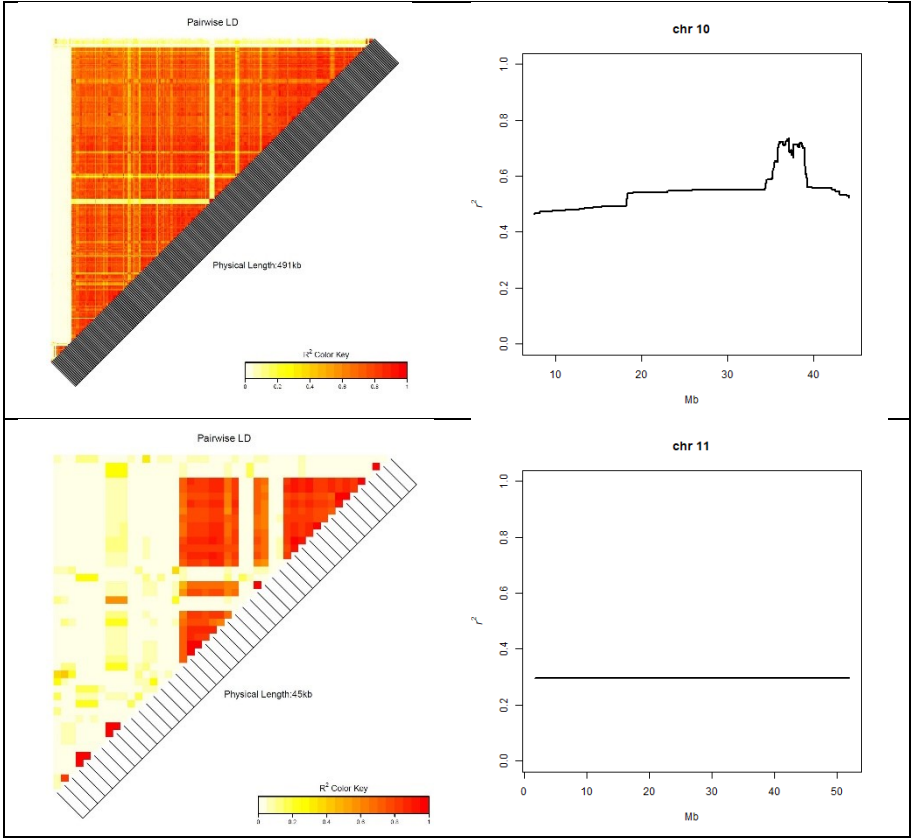 Pairwise LD
Physical Length:491kb
R² Color Key
0 0.2 0.4 0.6 0.8 1
chr 10
r²
1.0
0.8
0.6
0.4
0.2
0.0
10 20 30 40
Mb
Pairwise LD
Physical Length:45kb
R² Color Key
0 0.2 0.4 0.6 0.8 1
chr 11
r²
1.0
0.8
0.6
0.4
0.2
0.0
0 10 20 30 40 50
Mb